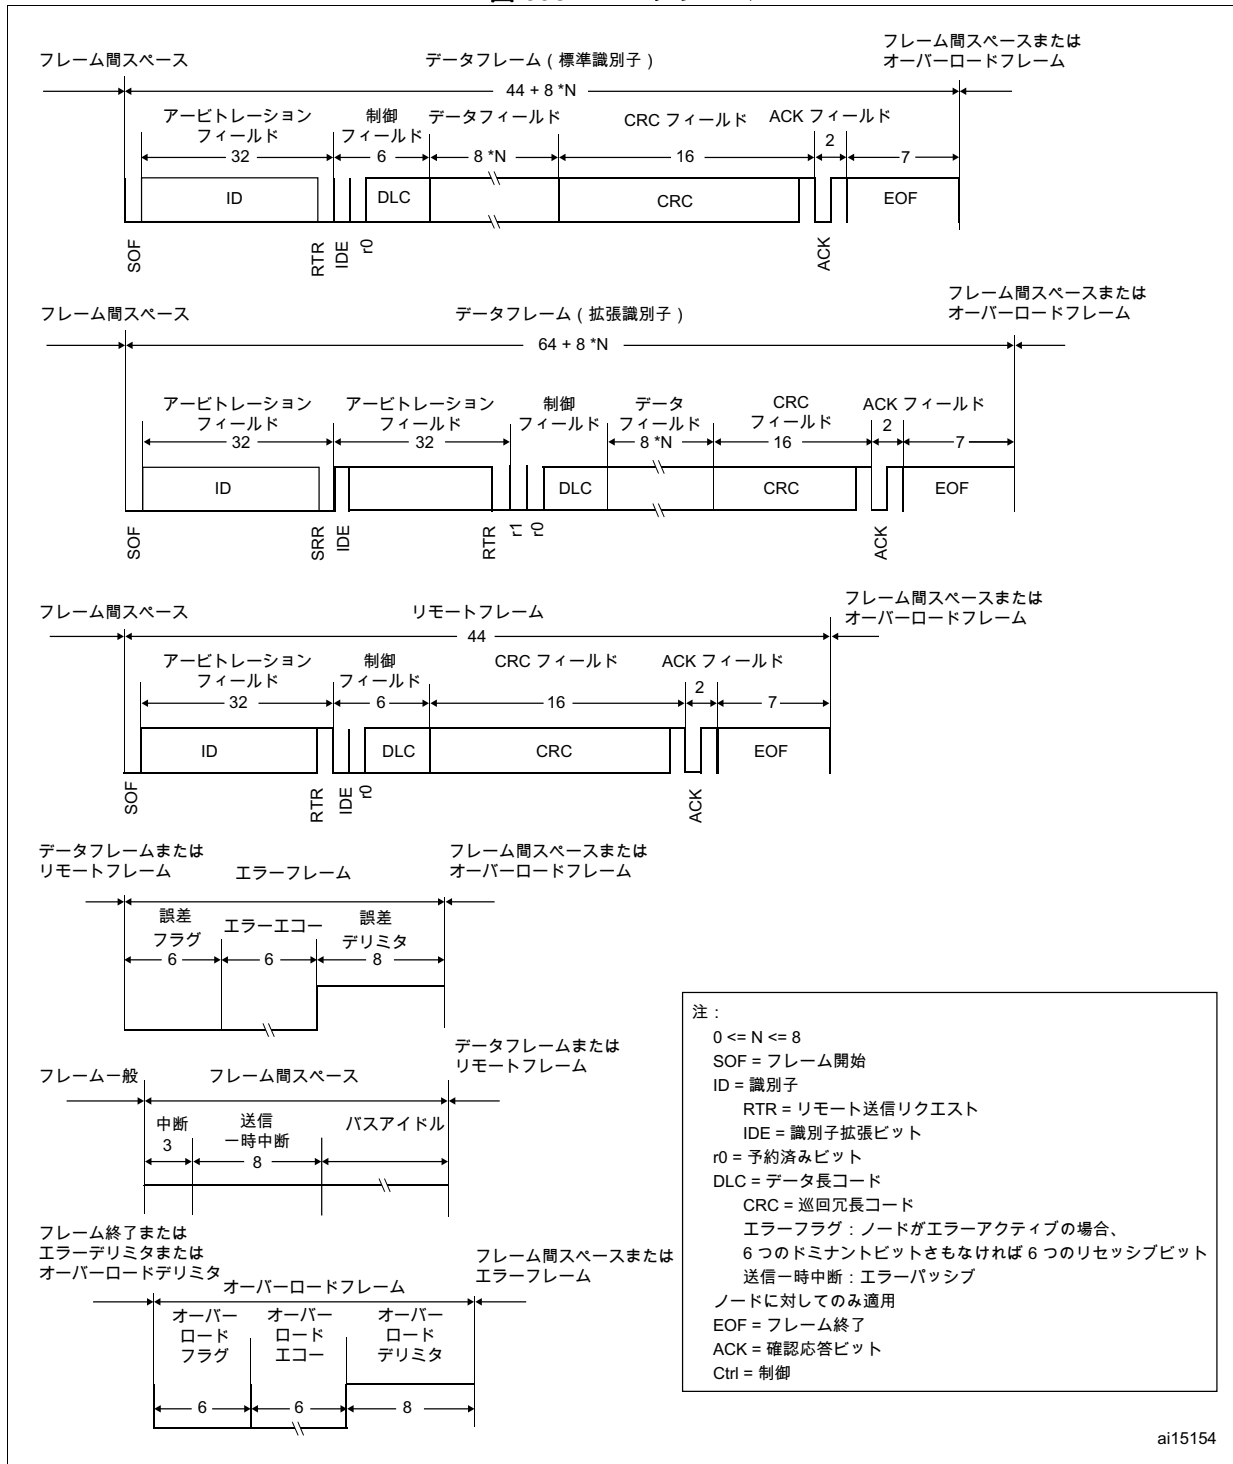 フレーム間スペース
データフレーム ( 標準識別子 )
フレーム間スペースまたは
オーバーロードフレーム
44 + 8 *N
アービトレーション
フィールド
制御
フィールド
データフィールド
CRC フィールド
ACK フィールド
32
6
8 *N
16
2
7
ID
DLC
CRC
EOF
SOF
RTR
IDE
r0
ACK
フレーム間スペース
データフレーム ( 拡張識別子 )
フレーム間スペースまたは
オーバーロードフレーム
64 + 8 *N
アービトレーション
フィールド
アービトレーション
フィールド
制御
フィールド
データ
フィールド
CRC
フィールド
ACK フィールド
32
32
8 *N
16
2
7
ID
DLC
CRC
EOF
SOF
SRR
IDE
RTR
r1
r0
ACK
フレーム間スペース
リモートフレーム
フレーム間スペースまたは
オーバーロードフレーム
44
アービトレーション
フィールド
制御
フィールド
CRC フィールド
ACK フィールド
32
6
16
2
7
ID
DLC
CRC
EOF
SOF
RTR
IDE
r0
ACK
データフレームまたは
リモートフレーム
エラーフレーム
フレーム間スペースまたは
オーバーロードフレーム
誤差
フラグ
エラーエコー
誤差
デリミタ
6
6
8
フレーム一般
フレーム間スペース
データフレームまたは
リモートフレーム
中断
3
送信
一時中断
8
バスアイドル
フレーム終了または
エラーデリミタまたは
オーバーロードデリミタ
オーバーロードフレーム
フレーム間スペースまたは
エラーフレーム
オーバー
ロード
フラグ
オーバー
ロード
エコー
オーバー
ロード
デリミタ
6
6
8
注 :
0 <= N <= 8
SOF = フレーム開始
ID = 識別子
RTR = リモート送信リクエスト
IDE = 識別子拡張ビット
r0 = 予約済みビット
DLC = データ長コード
CRC = 巡回冗長コード
エラーフラグ : ノードがエラーアクティブの場合、
6 つのドミナントビットさもなければ 6 つのリセッシブビット
送信一時中断 : エラーパッシブ
ノードに対してのみ適用
EOF = フレーム終了
ACK = 確認応答ビット
Ctrl = 制御
ai15154